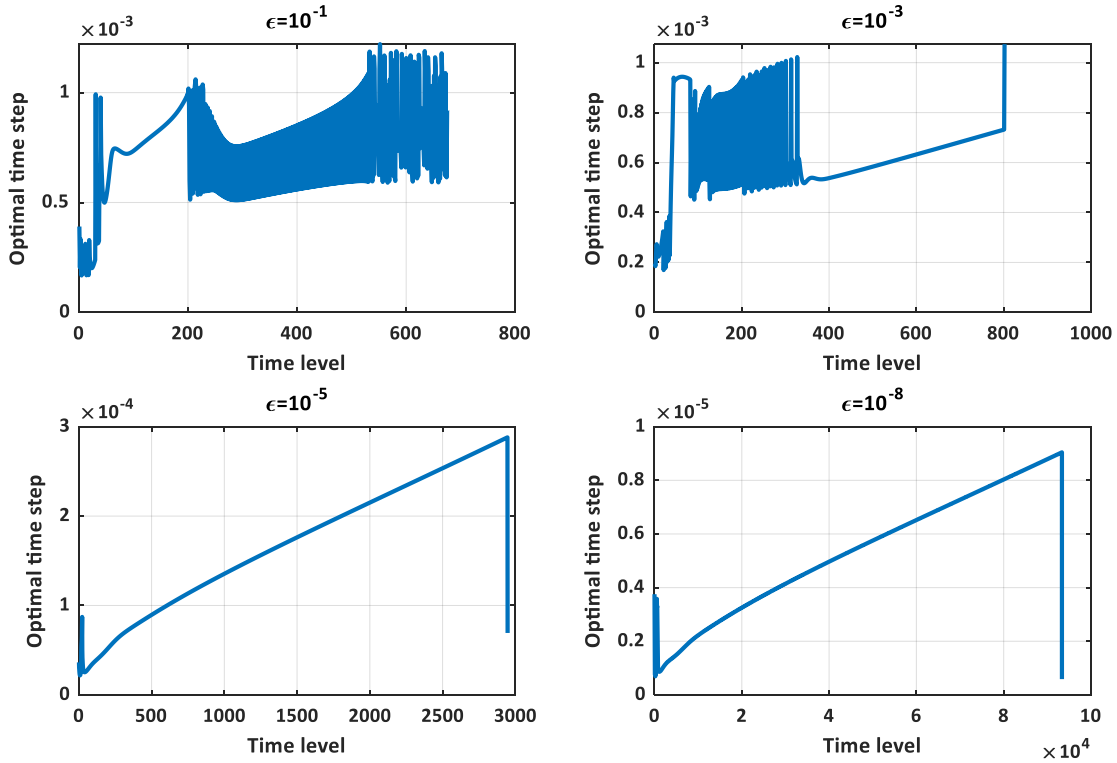 ×10⁻³
ϵ=10⁻¹
Optimal time step
1
0.5
0
0 200 400 600 800
Time level
×10⁻³
ϵ=10⁻³
Optimal time step
1
0.8
0.6
0.4
0.2
0
0 200 400 600 800 1000
Time level
×10⁻⁴
ϵ=10⁻⁵
Optimal time step
3
2
1
0
0 500 1000 1500 2000 2500 3000
Time level
×10⁻⁵
ϵ=10⁻⁸
Optimal time step
1
0.8
0.6
0.4
0.2
0
0 2 4 6 8 10
Time level
×10⁴